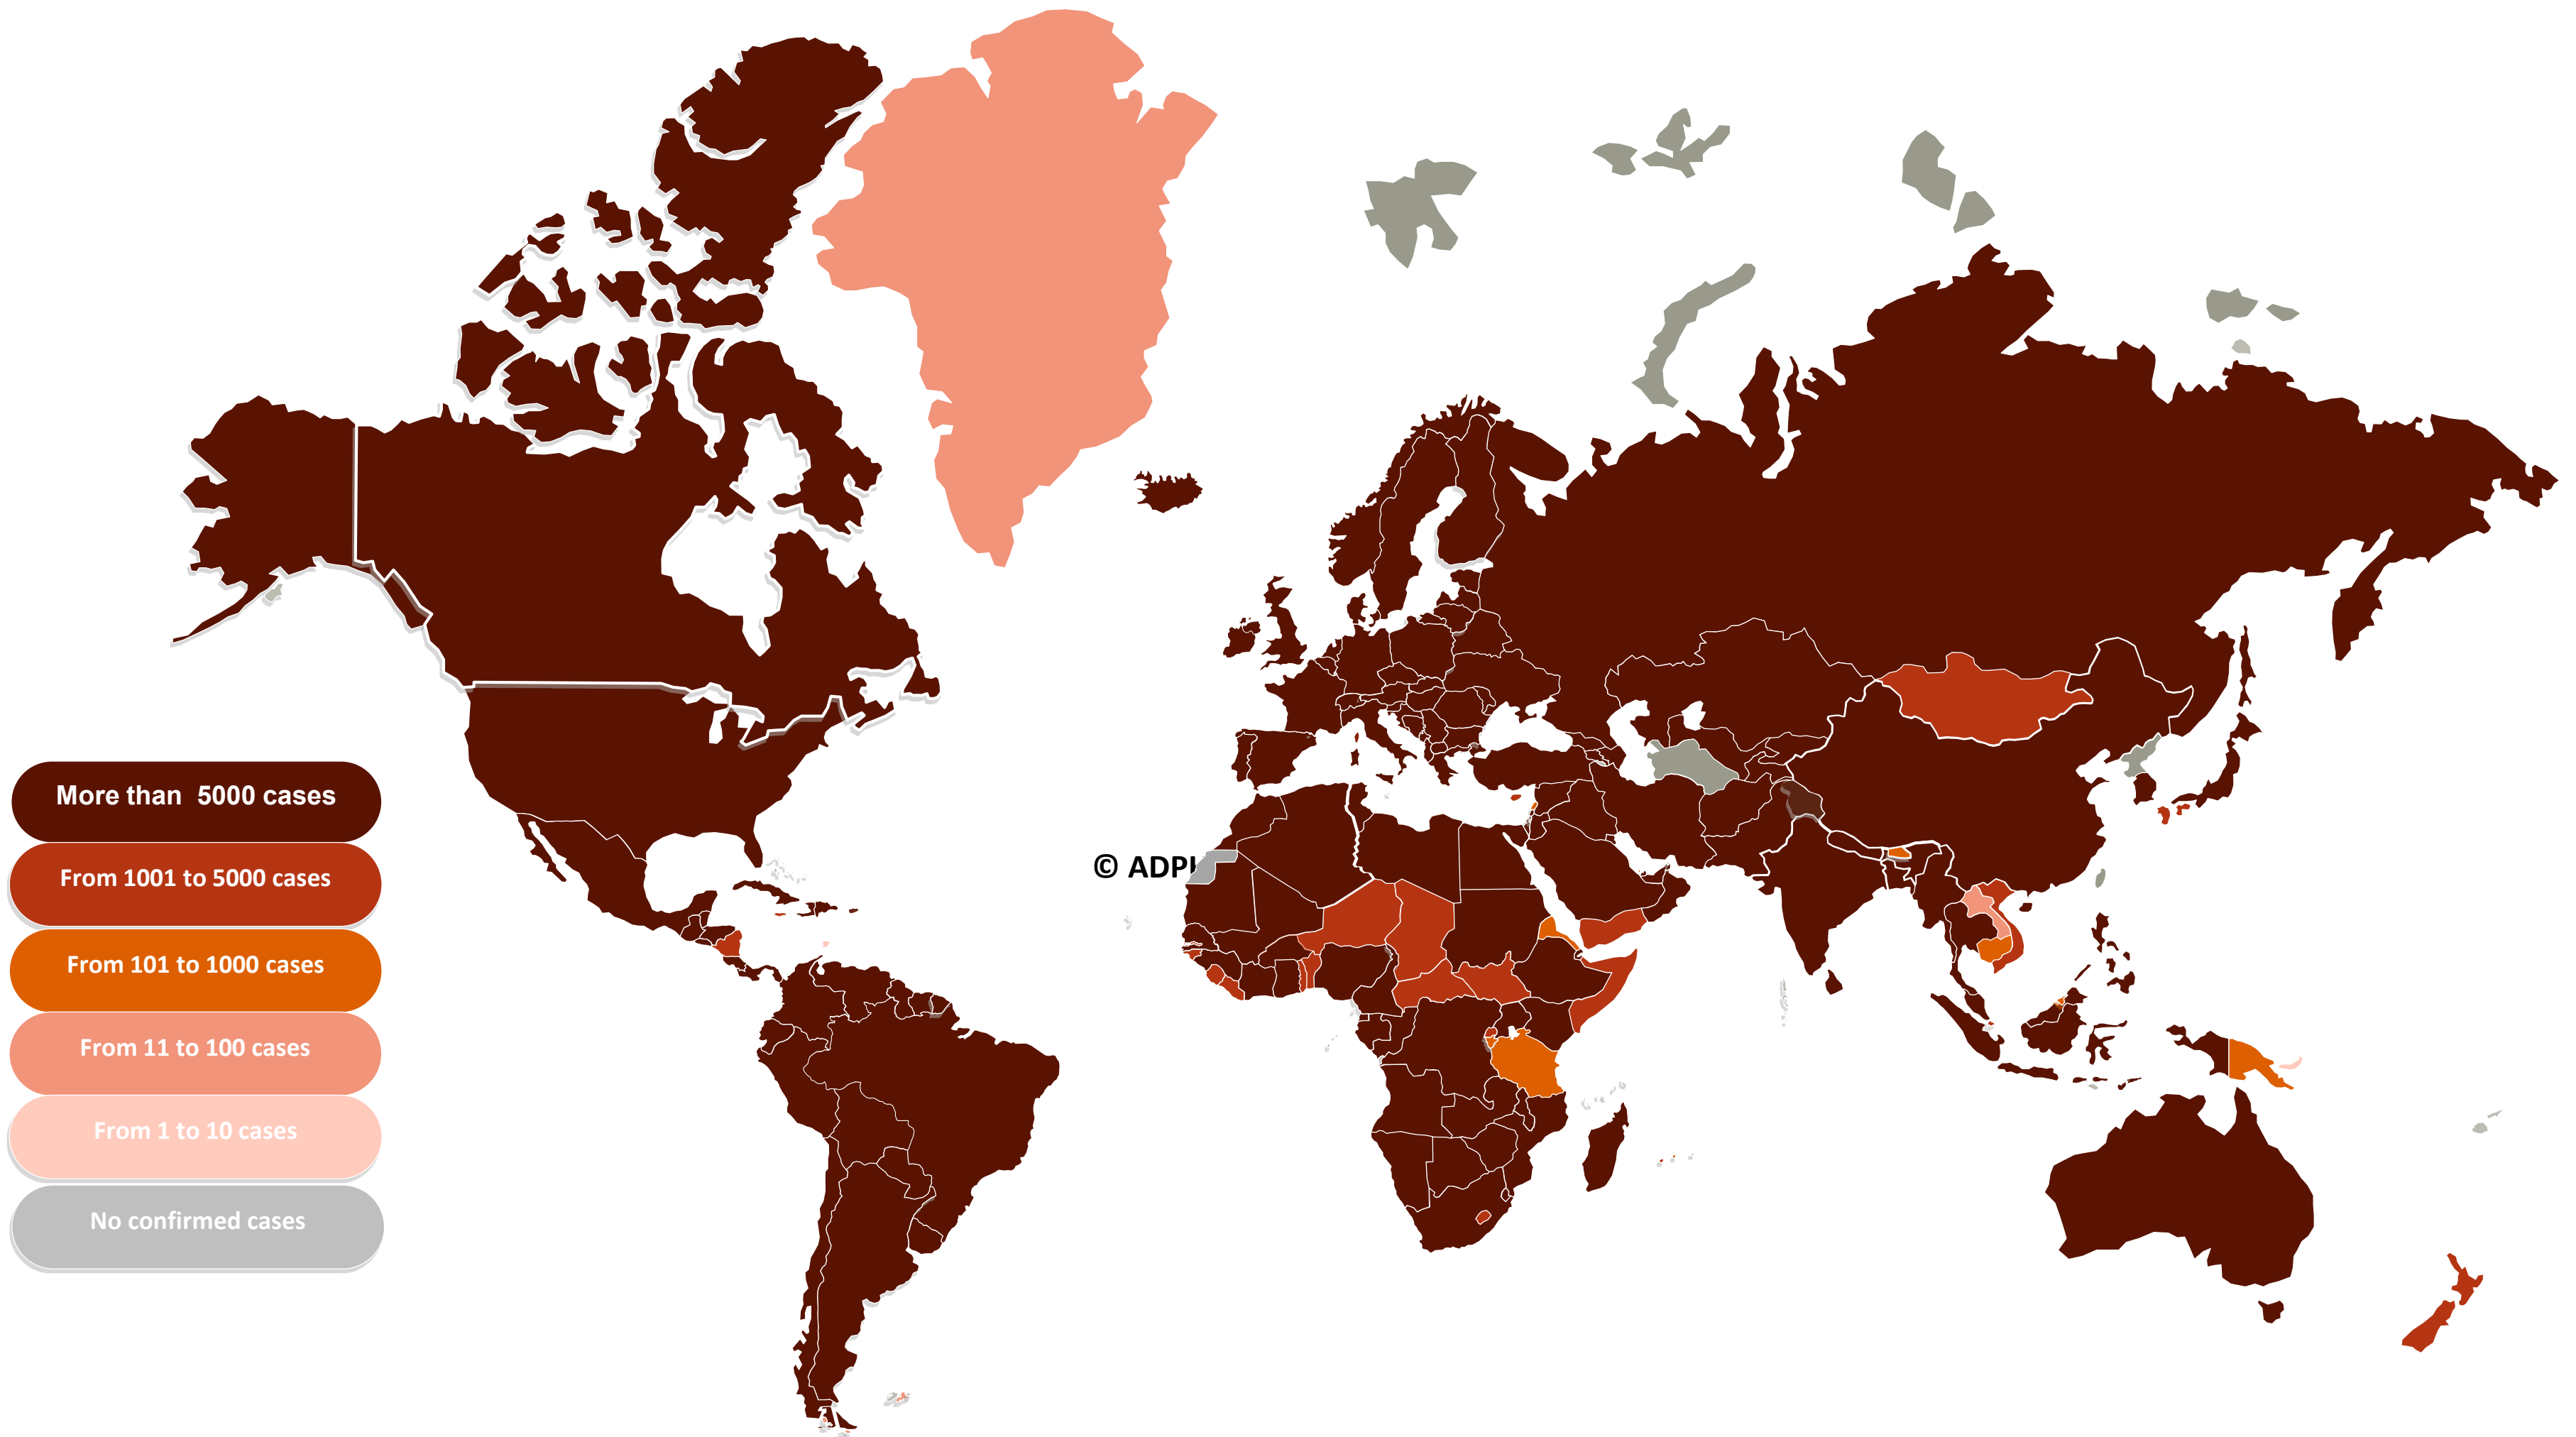 More than  5000 cases
From 1001 to 5000 cases
From 101 to 1000 cases
From 11 to 100 cases
From 1 to 10 cases
No confirmed cases
© ADPH